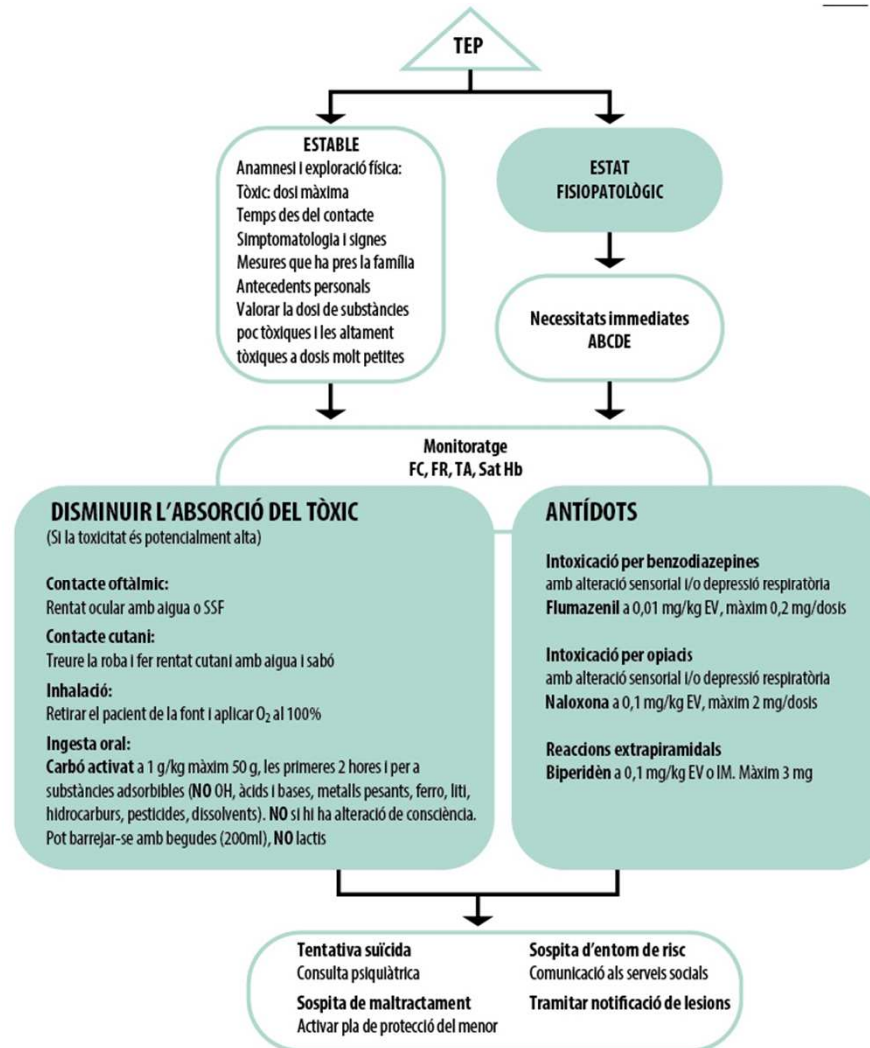 TEP
ESTABLE
Anamnesi i exploració física:
Tòxic: dosi màxima
Temps des del contacte
Simptomatologia i signes
Mesures que ha pres la família
Antecedents personals
Valorar la dosi de substàncies
poc tòxiques i les altament
tòxiques a dosis molt petites
ESTAT
FISIOPATOLÒGIC
Necessitats immediates
ABCDE
Monitoratge
FC, FR, TA, Sat Hb
DISMINUIR L'ABSORCIÓ DEL TÒXIC
(Si la toxicitat és potencialment alta)
Contacte oftàlmic:
Rentat ocular amb aigua o SSF
Contacte cutani:
Treure la roba i fer rentat cutani amb aigua i sabó
Inhalació:
Retirar el pacient de la font i aplicar O₂ al 100%
Ingesta oral:
Carbó activat a 1 g/kg màxim 50 g, les primeres 2 hores i per a
substàncies adsorbibles (NO OH, àcids i bases, metalls pesants, ferro, liti,
hidrocarburs, pesticides, dissolvents). NO si hi ha alteració de consciència.
Pot barrejar-se amb begudes (200ml), NO lactis
ANTÍDOTS
Intoxicació per benzodiazepines
amb alteració sensorial i/o depressió respiratòria
Flumazenil a 0,01 mg/kg EV, màxim 0,2 mg/dosis
Intoxicació per opiacis
amb alteració sensorial i/o depressió respiratòria
Naloxona a 0,1 mg/kg EV, màxim 2 mg/dosis
Reaccions extrapiramidals
Biperidèn a 0,1 mg/kg EV o IM. Màxim 3 mg
Tentativa suïcida
Consulta psiquiàtrica
Sospita de maltractament
Activar pla de protecció del menor
Sospita d'entorn de risc
Comunicació als serveis socials
Tramitar notificació de lesions